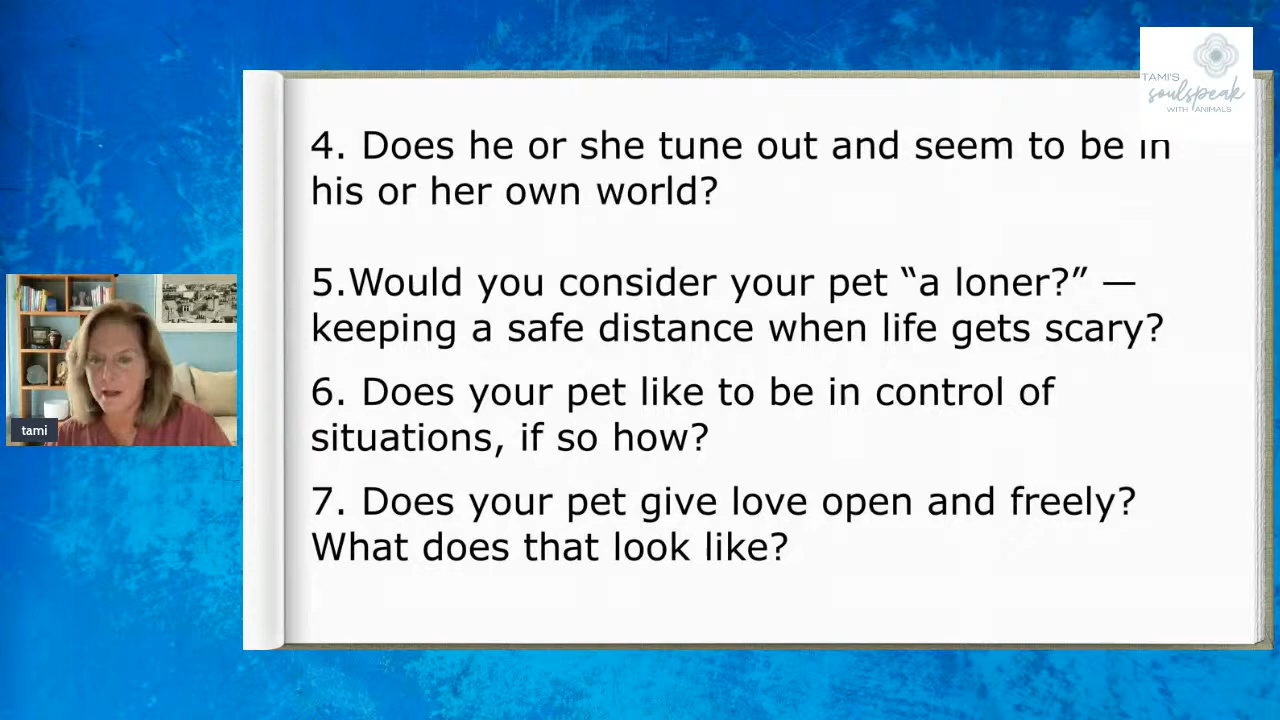 TAMI'S
soulspeak
WITH ANIMALS
4. Does he or she tune out and seem to be in
his or her own world?
5.Would you consider your pet “a loner?” —
keeping a safe distance when life gets scary?
6. Does your pet like to be in control of
situations, if so how?
7. Does your pet give love open and freely?
What does that look like?
tami